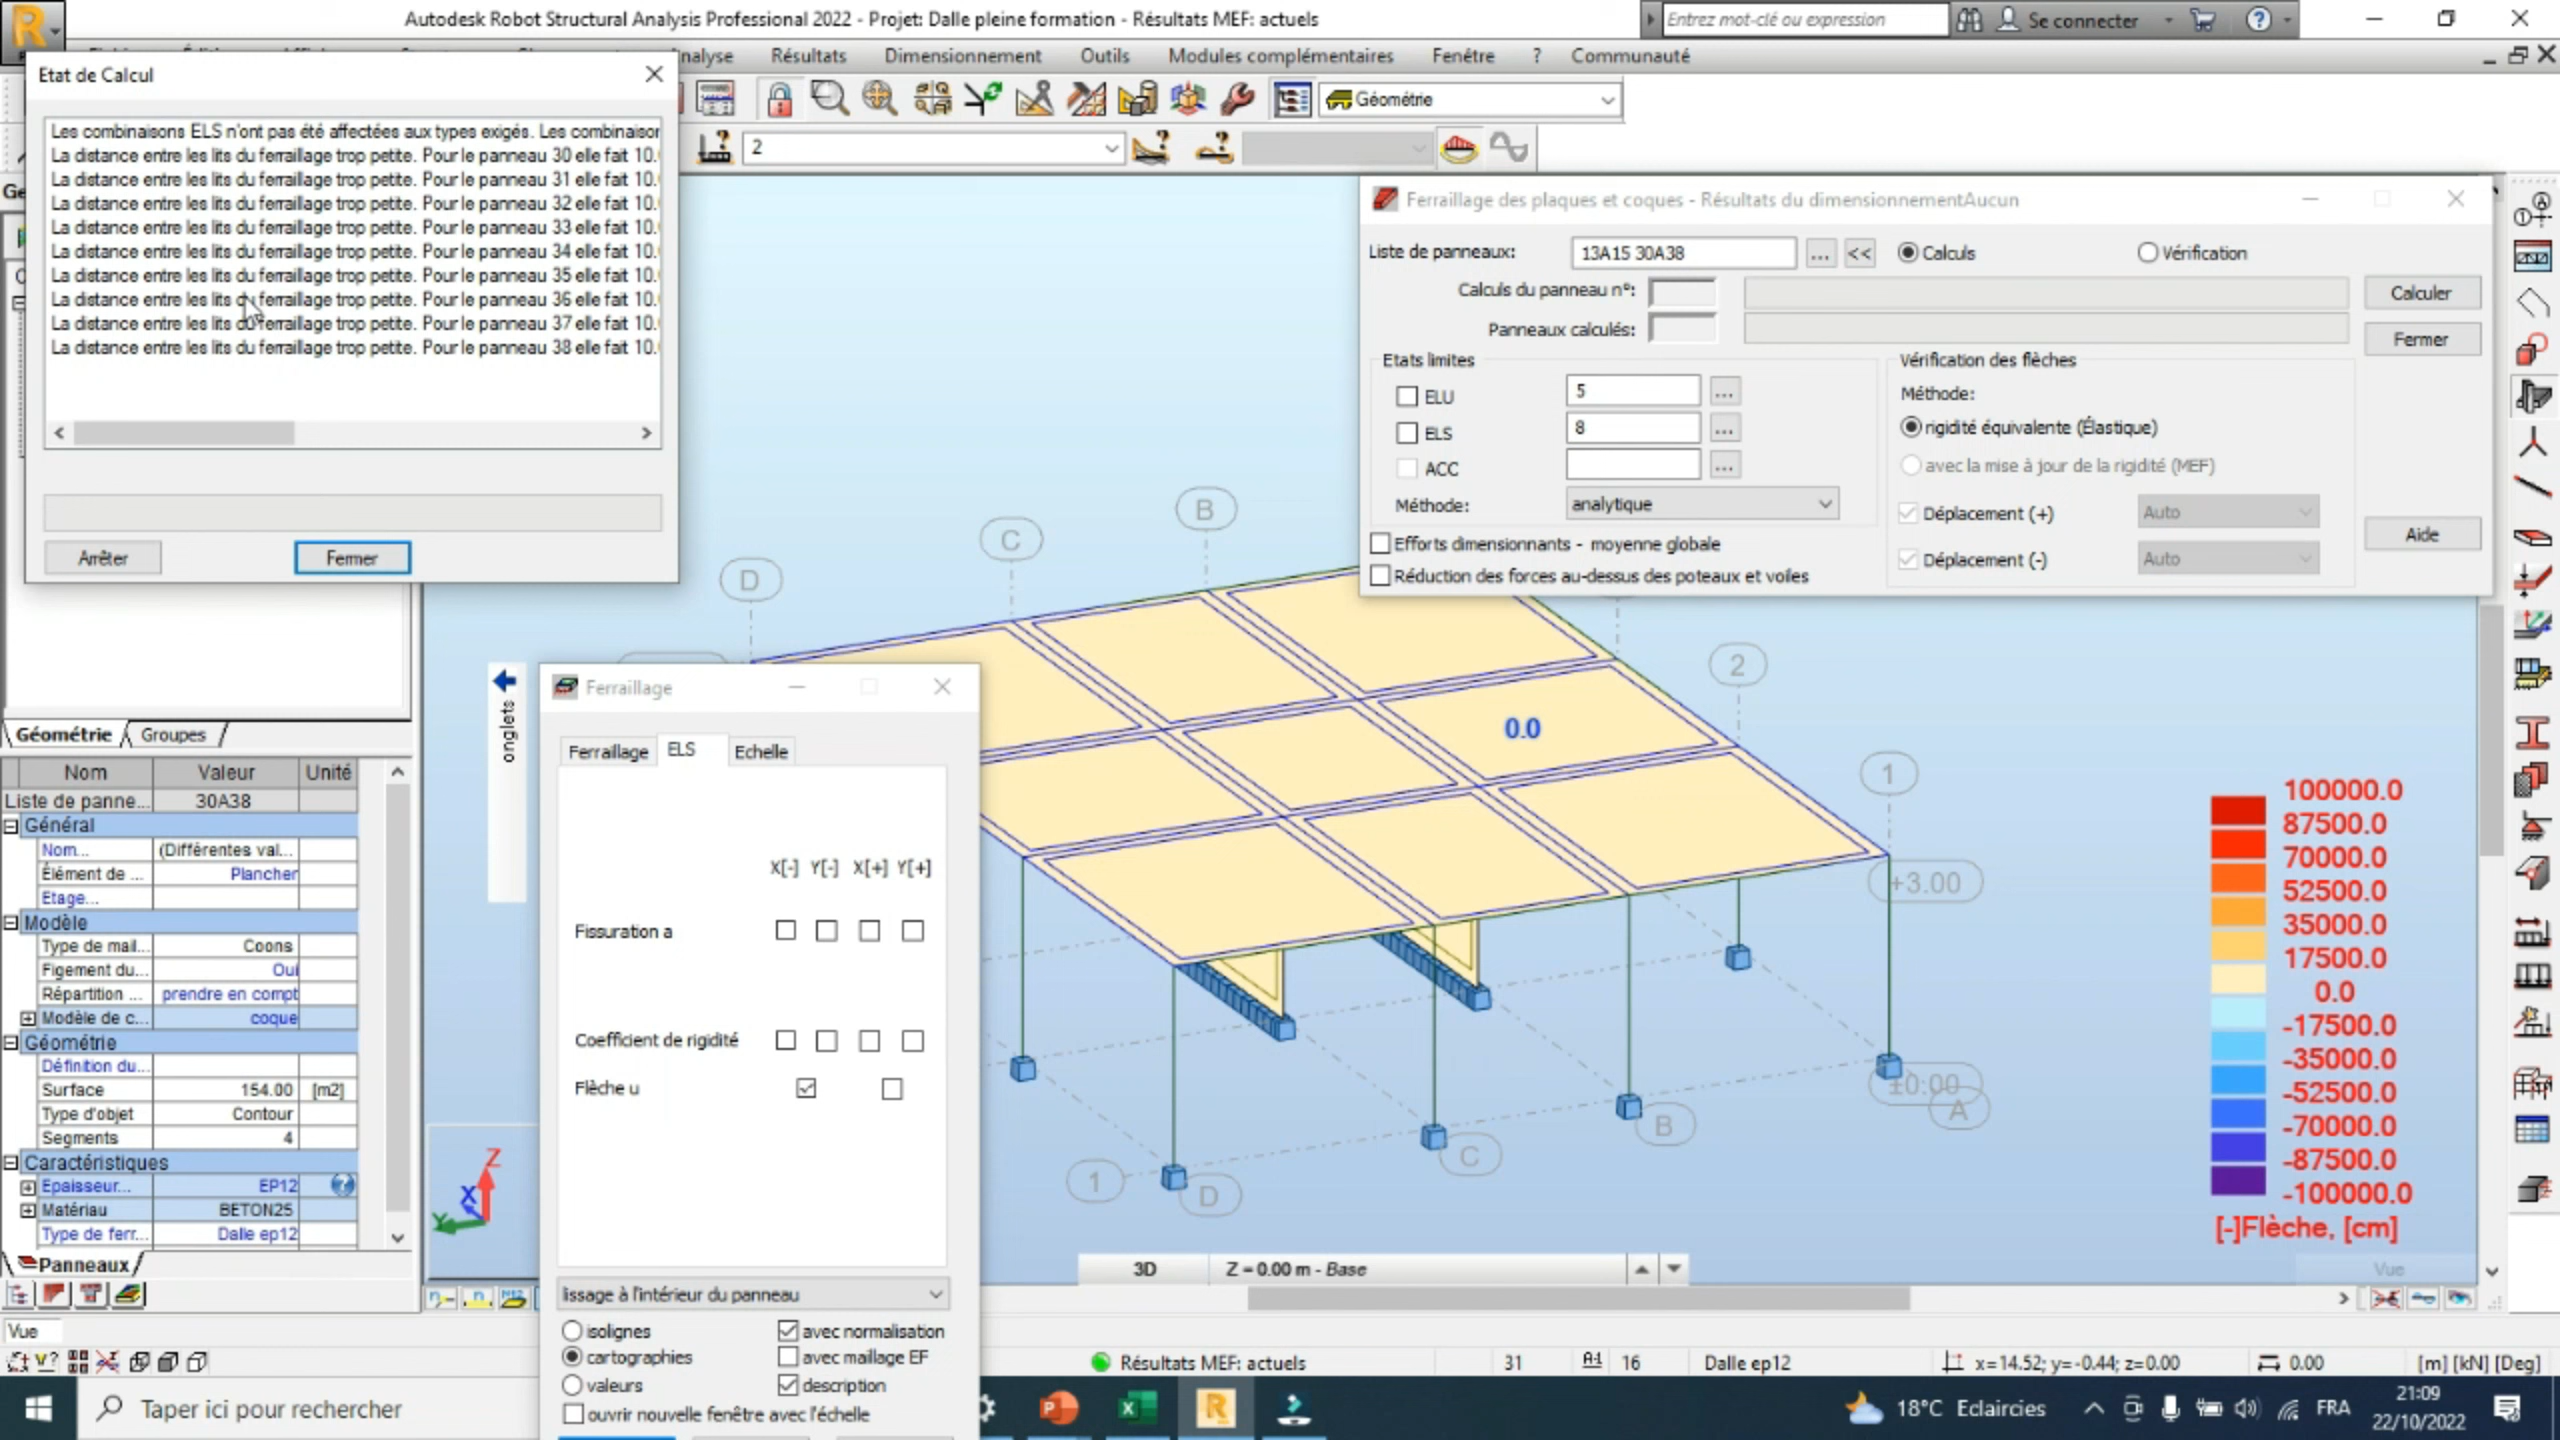 Autodesk Robot Structural Analysis Professional 2022 - Projet: Dalle pleine formation - Résultats MEF: actuels
Entrez mot-clé ou expression
Se connecter
nalyse
Résultats
Dimensionnement
Outils
Modules complémentaires
Fenêtre
?
Communauté
Géométrie
2
Etat de Calcul
Les combinaisons ELS n'ont pas été affectées aux types exigés. Les combinaisor
La distance entre les lits du ferraillage trop petite. Pour le panneau 30 elle fait 10.
La distance entre les lits du ferraillage trop petite. Pour le panneau 31 elle fait 10.
La distance entre les lits du ferraillage trop petite. Pour le panneau 32 elle fait 10.
La distance entre les lits du ferraillage trop petite. Pour le panneau 33 elle fait 10.
La distance entre les lits du ferraillage trop petite. Pour le panneau 34 elle fait 10.
La distance entre les lits du ferraillage trop petite. Pour le panneau 35 elle fait 10.
La distance entre les lits du ferraillage trop petite. Pour le panneau 36 elle fait 10.
La distance entre les lits du ferraillage trop petite. Pour le panneau 37 elle fait 10.
La distance entre les lits du ferraillage trop petite. Pour le panneau 38 elle fait 10.
Arrêter
Fermer
Ferraillage des plaques et coques - Résultats du dimensionnementAucun
Liste de panneaux:
13A15 30A38
...
<<
Calculs
Vérification
Calculs du panneau n°:
Calculer
Panneaux calculés:
Fermer
Etats limites
Vérification des flèches
ELU
5
...
Méthode:
ELS
8
...
rigidité équivalente (Élastique)
ACC
...
avec la mise à jour de la rigidité (MEF)
Méthode:
analytique
Déplacement (+)
Auto
Aide
Efforts dimensionnants - moyenne globale
Déplacement (-)
Auto
Réduction des forces au-dessus des poteaux et voiles
D
C
B
2
1
0.0
+3.00
±0.00
A
B
C
D
1
onglets
Ferraillage
Ferraillage
ELS
Echelle
X[-] Y[-] X[+] Y[+]
Fissuration a
Coefficient de rigidité
Flèche u
lissage à l'intérieur du panneau
isolignes
avec normalisation
cartographies
avec maillage EF
valeurs
description
ouvrir nouvelle fenêtre avec l'échelle
Géométrie
Groupes
Nom
Valeur
Unité
Liste de panne...
30A38
Général
Nom...
(Différentes val...
Élément de ...
Plancher
Etage...
Modèle
Type de mail...
Coons
Figement du...
Oui
Répartition ...
prendre en compt
Modèle de c...
coque
Géométrie
Définition du...
Surface
154.00
[m2]
Type d'objet
Contour
Segments
4
Caractéristiques
Epaisseur...
EP12
Matériau
BETON25
Type de ferr...
Dalle ep12
Panneaux
Vue
100000.0
87500.0
70000.0
52500.0
35000.0
17500.0
0.0
-17500.0
-35000.0
-52500.0
-70000.0
-87500.0
-100000.0
[-]Flèche, [cm]
Z
X
Y
3D
Z = 0.00 m - Base
Vue
Résultats MEF: actuels
31
16
Dalle ep12
x=14.52; y=-0.44; z=0.00
0.00
[m] [kN] [Deg]
Taper ici pour rechercher
18°C Eclaircies
FRA
21:09
22/10/2022